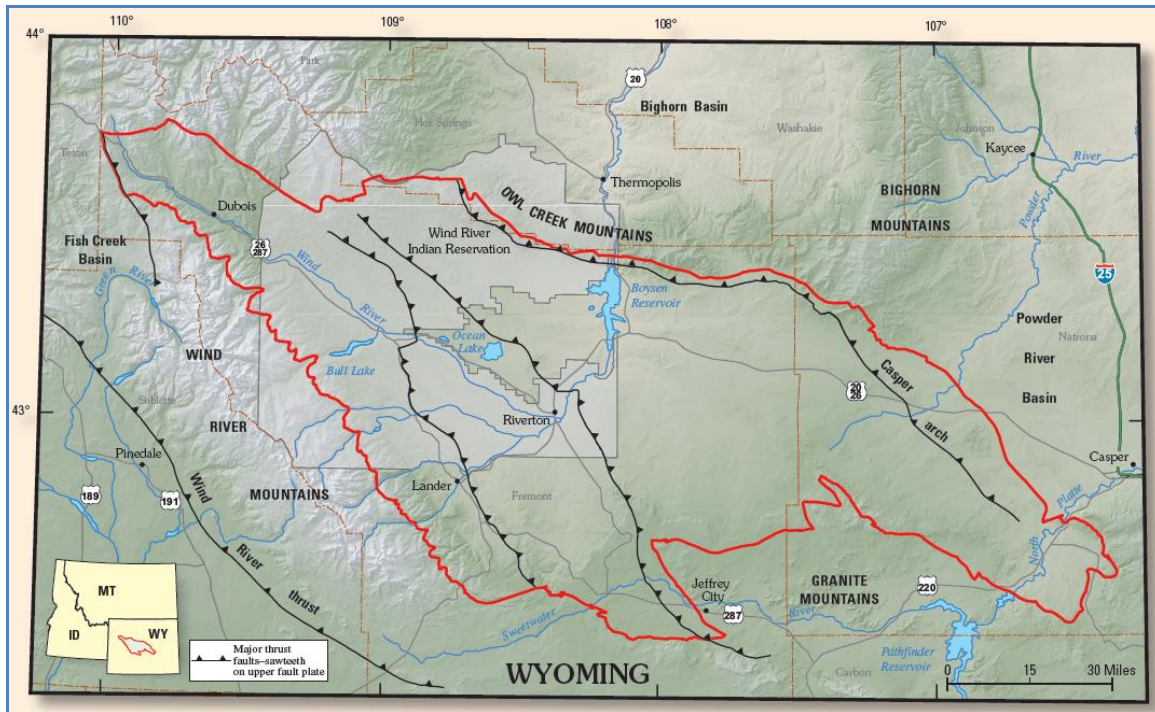 110°
109°
108°
107°
44°
43°
Park
Teton
Hot Springs
20
Bighorn Basin
Washakie
Johnson
Kaycee
Powder
River
Thermopolis
BIGHORN
MOUNTAINS
Dubois
OWL CREEK MOUNTAINS
Wind River
Indian Reservation
26
287
Fish Creek
Basin
Green
River
Wind
River
Boysen
Reservoir
25
Powder
River
Basin
Natrona
Ocean
Lake
Bull Lake
WIND
RIVER
MOUNTAINS
Sublette
Casper
arch
20
26
Riverton
Pinedale
Casper
189
191
Lander
Fremont
Wind
River
thrust
North
Platte
Jeffrey
City
GRANITE
MOUNTAINS
220
287
Sweetwater
River
Pathfinder
Reservoir
Carbon
MT
ID
WY
Major thrust
faults–sawteeth
on upper fault plate
WYOMING
0 15 30 Miles